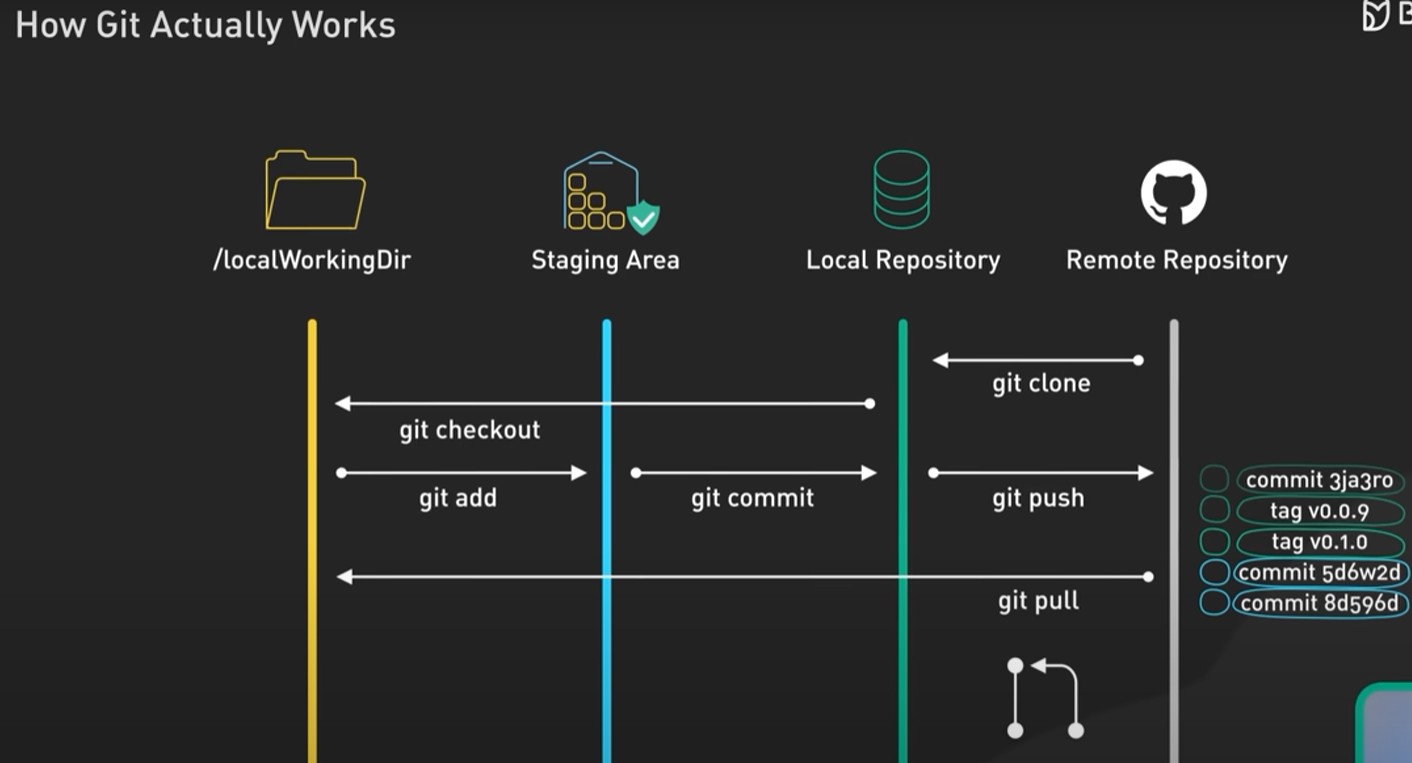 How Git Actually Works
B
/localWorkingDir
Staging Area
Local Repository
Remote Repository
git clone
git checkout
git add
git commit
git push
commit 3ja3ro
tag v0.0.9
tag v0.1.0
commit 5d6w2d
commit 8d596d
git pull